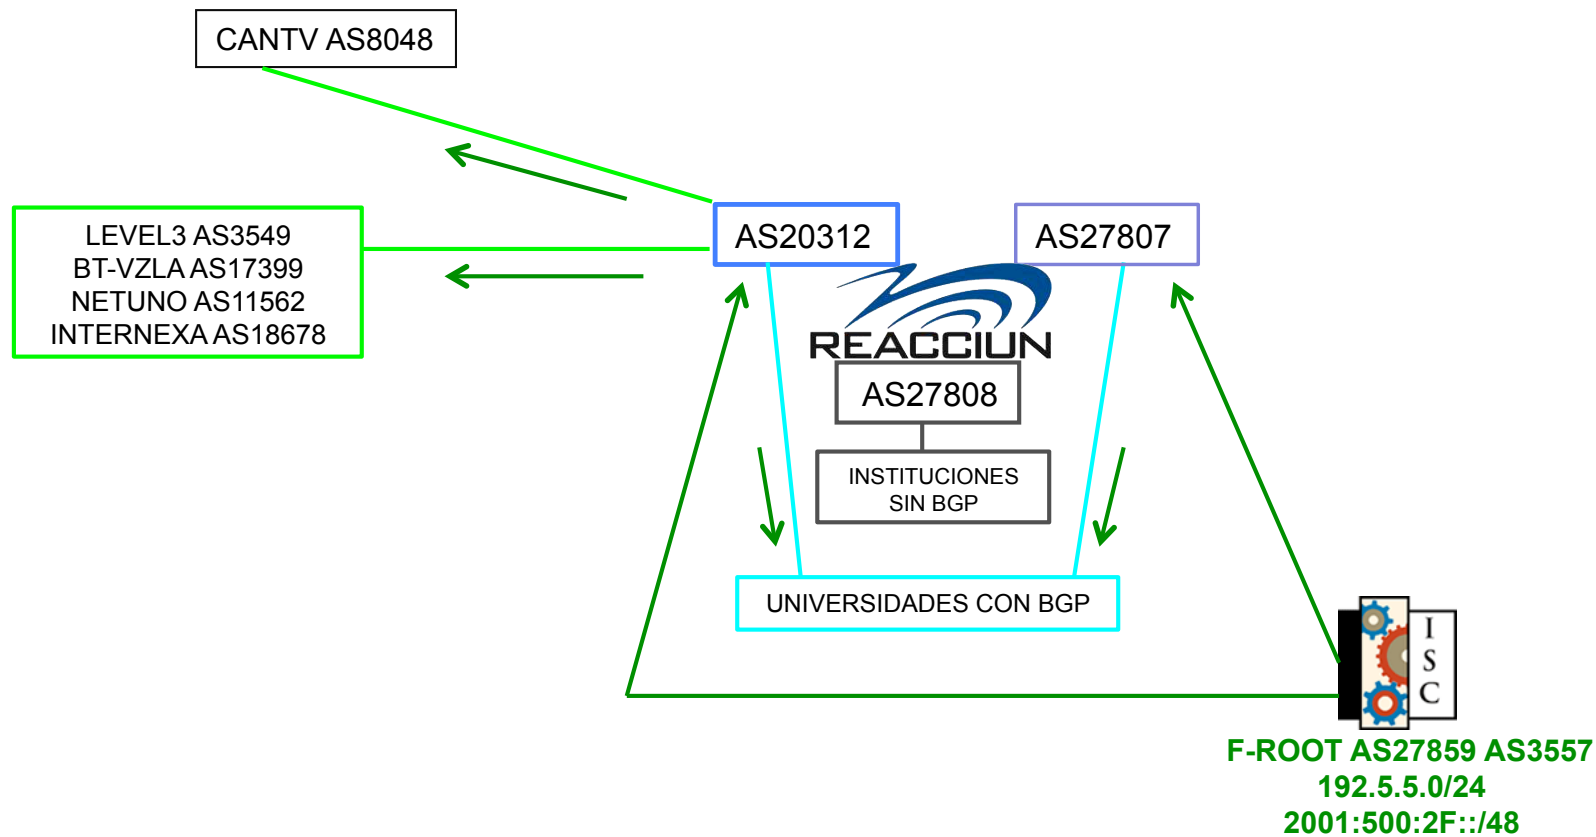 CANTV AS8048
LEVEL3 AS3549
BT-VZLA AS17399
NETUNO AS11562
INTERNEXA AS18678
AS20312
AS27807
REACCIUN
AS27808
INSTITUCIONES
SIN BGP
UNIVERSIDADES CON BGP
I
S
C
F-ROOT AS27859 AS3557
192.5.5.0/24
2001:500:2F::/48